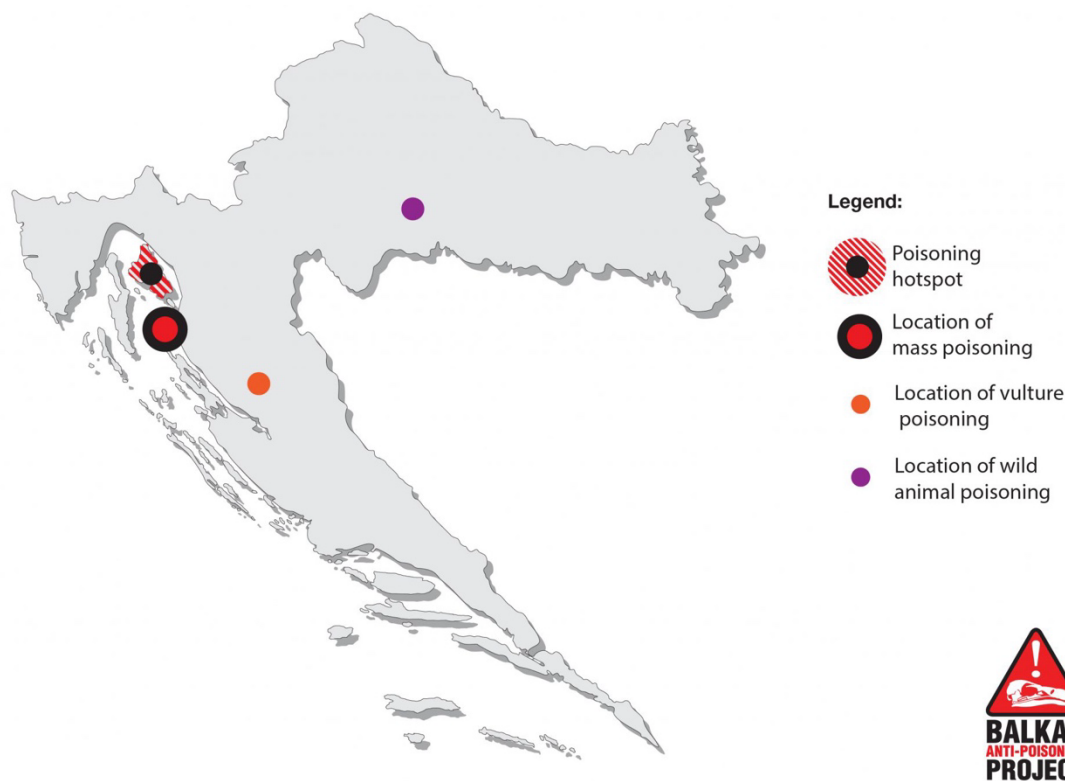 Legend:
Poisoning
hotspot
Location of
mass poisoning
Location of vulture
poisoning
Location of wild
animal poisoning
!
BALKA
ANTI-POISON
PROJEC